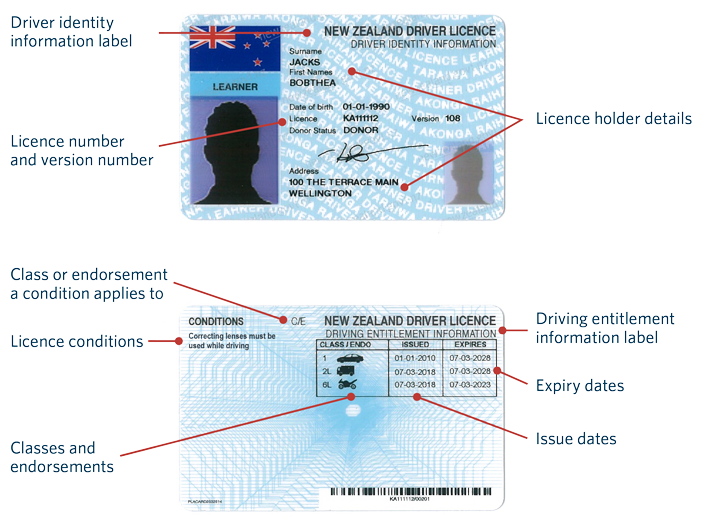 Driver identity
information label
NEW ZEALAND DRIVER LICENCE
DRIVER IDENTITY INFORMATION
Surname
JACKS
First Names
BOBTHEA
LEARNER
Date of birth 01-01-1990
Licence KA111112 Version 108
Donor Status DONOR
Address
100 THE TERRACE MAIN
WELLINGTON
Licence number
and version number
Licence holder details
Class or endorsement
a condition applies to
Licence conditions
Classes and
endorsements
CONDITIONS C/E
Correcting lenses must be
used while driving
NEW ZEALAND DRIVER LICENCE
DRIVING ENTITLEMENT INFORMATION
CLASS / ENDO ISSUED EXPIRES
1 01-01-2010 07-03-2028
2L 07-03-2018 07-03-2028
6L 07-03-2018 07-03-2023
KA111112/00201
Driving entitlement
information label
Expiry dates
Issue dates